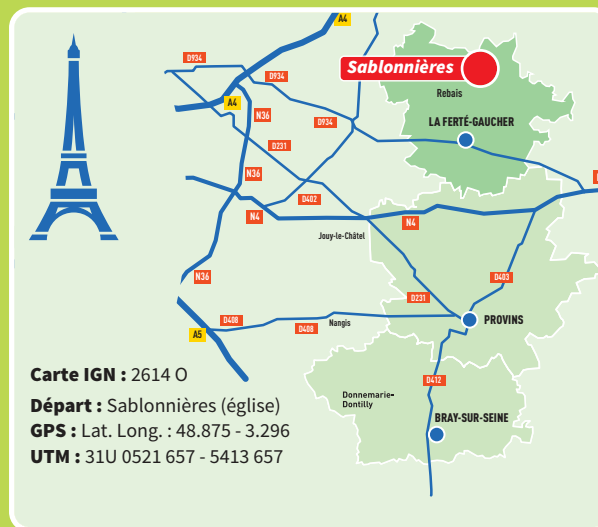 A4
D934
Sablonnières
D934
Rebais
A4
N36
D934
LA FERTÉ-GAUCHER
D231
N36
D402
N4
N4
Jouy-le-Châtel
N36
D403
D231
D408
Nangis
PROVINS
A5
D408
Carte IGN : 2614 O
D412
Départ : Sablonnières (église)
Donnemarie-
Dontilly
GPS : Lat. Long. : 48.875 - 3.296
BRAY-SUR-SEINE
UTM : 31U 0521 657 - 5413 657